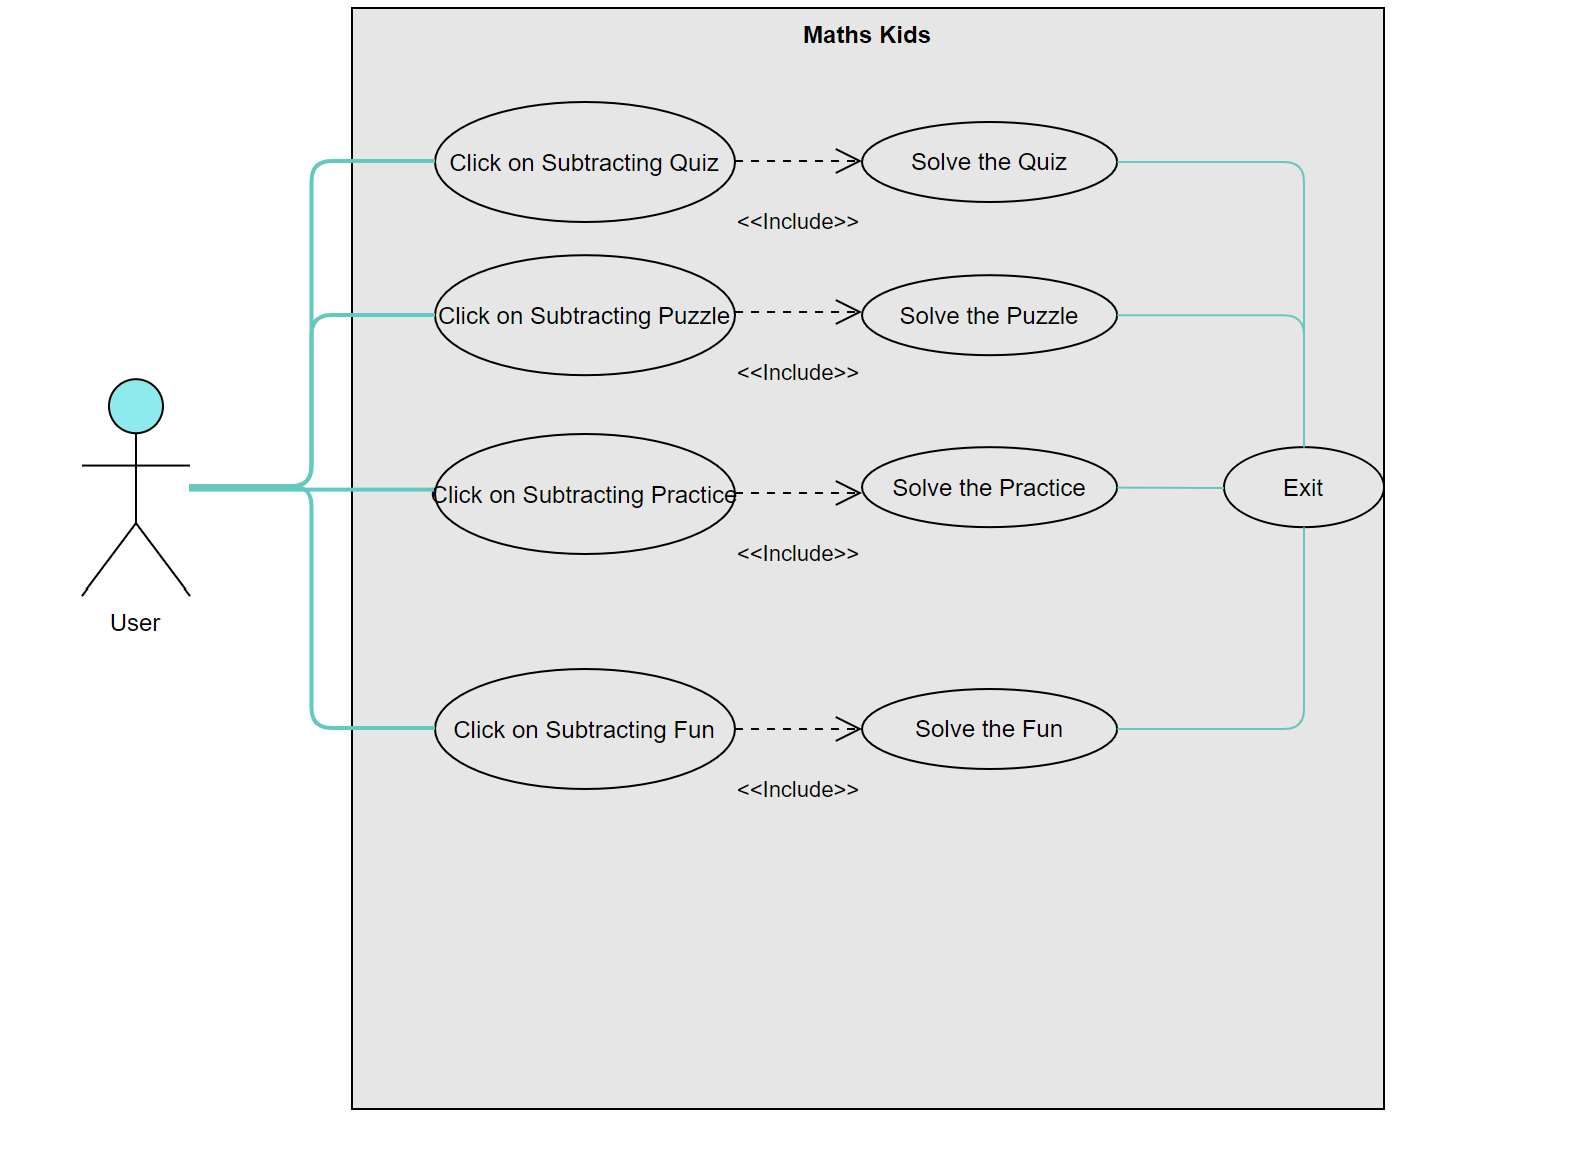 Maths Kids
Click on Subtracting Quiz
Solve the Quiz
<<Include>>
Click on Subtracting Puzzle
Solve the Puzzle
<<Include>>
Click on Subtracting Practice
Solve the Practice
Exit
<<Include>>
User
Click on Subtracting Fun
Solve the Fun
<<Include>>